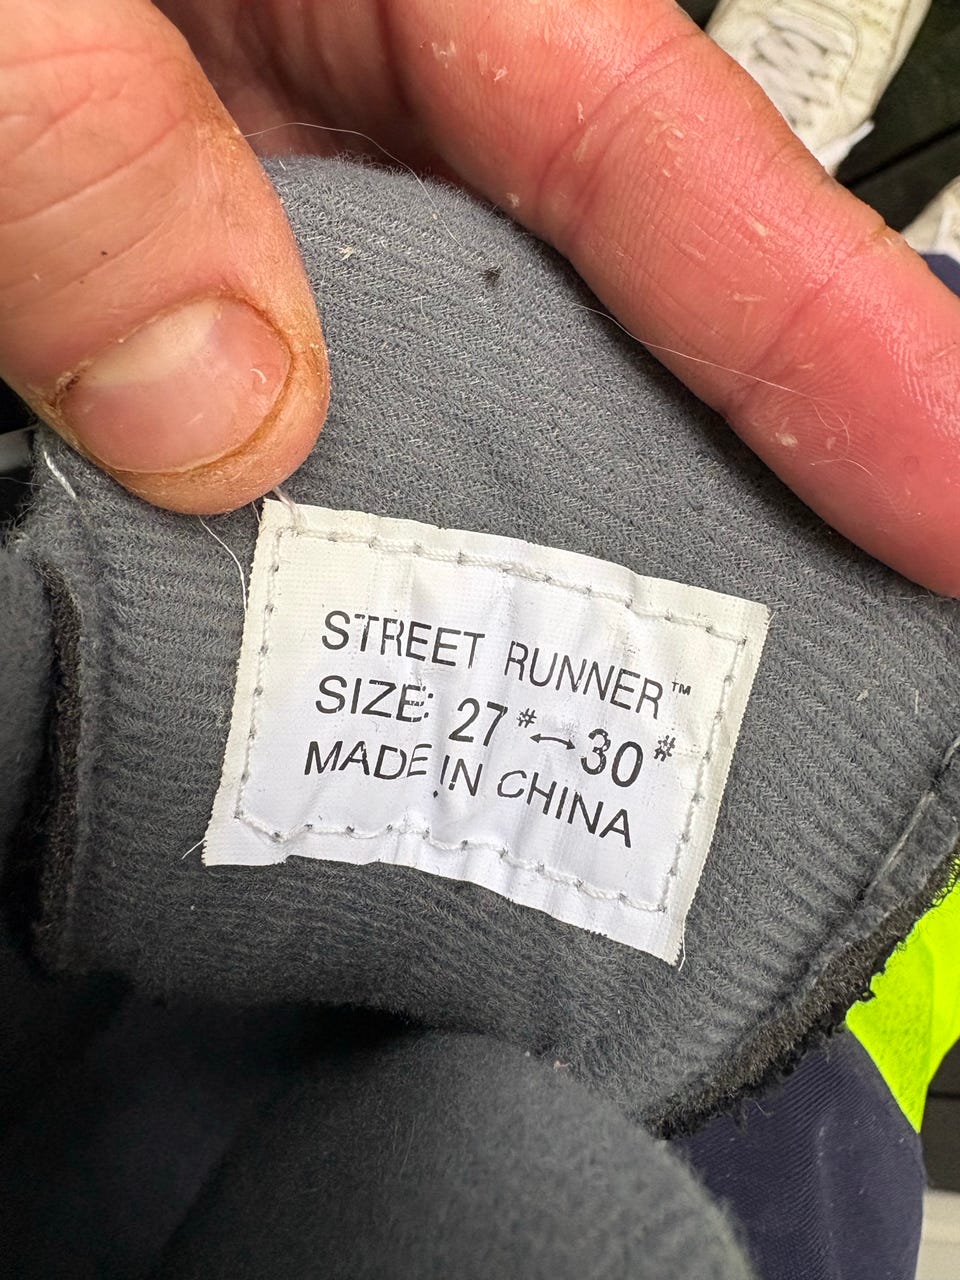 STREET RUNNER™
SIZE: 27#↔30#
MADE IN CHINA